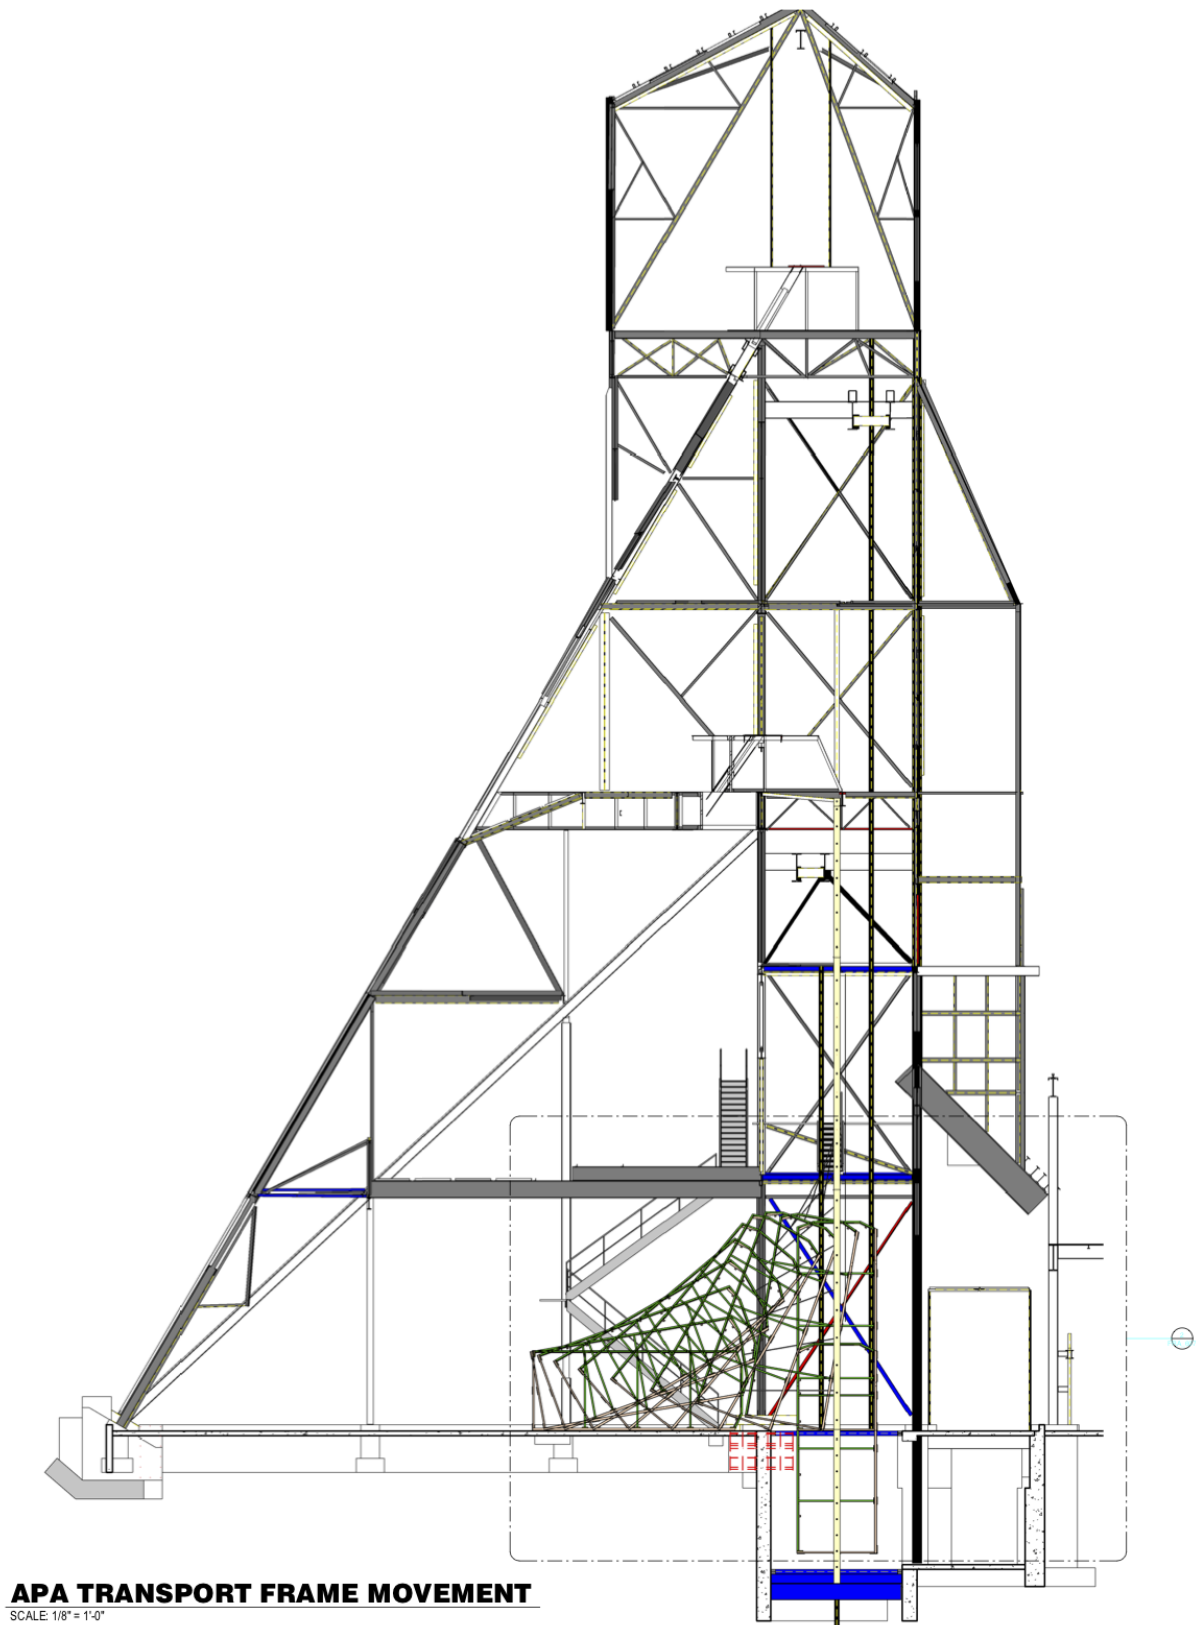 APA TRANSPORT FRAME MOVEMENT
SCALE: 1/8" = 1'-0"